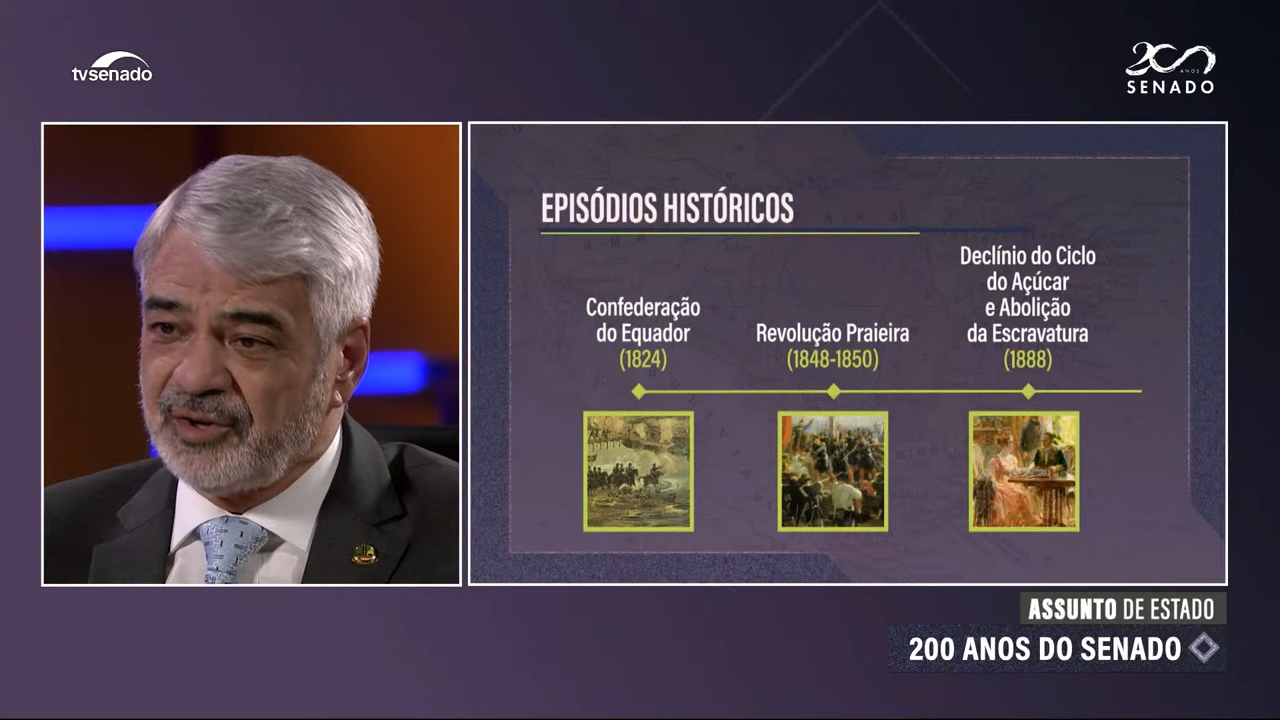 tvsenado
200
ANOS
SENADO
EPISÓDIOS HISTÓRICOS
Confederação
do Equador
(1824)
Revolução Praieira
(1848-1850)
Declínio do Ciclo
do Açúcar
e Abolição
da Escravatura
(1888)
ASSUNTO DE ESTADO
200 ANOS DO SENADO